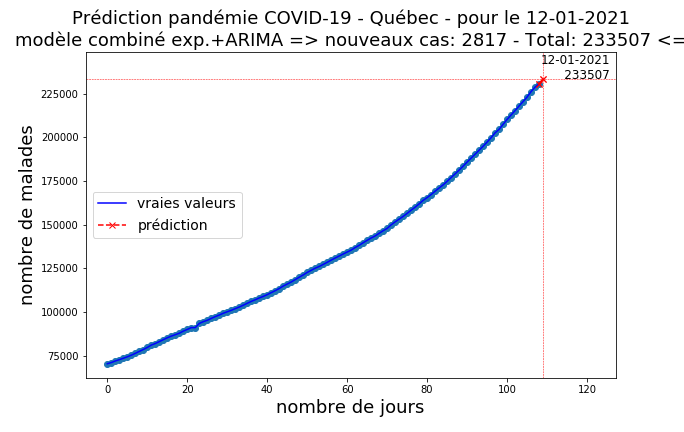 Prédiction pandémie COVID-19 - Québec - pour le 12-01-2021
modèle combiné exp.+ARIMA => nouveaux cas: 2817 - Total: 233507 <=
12-01-2021
233507
225000
200000
175000
150000
125000
100000
75000
nombre de malades
vraies valeurs
prédiction
0 20 40 60 80 100 120
nombre de jours